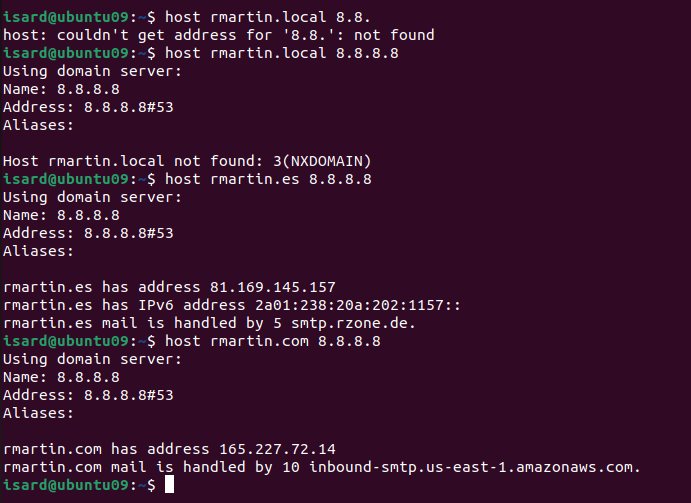 isard@ubuntu09:~$ host rmartin.local 8.8.
host: couldn't get address for '8.8.': not found
isard@ubuntu09:~$ host rmartin.local 8.8.8.8
Using domain server:
Name: 8.8.8.8
Address: 8.8.8.8#53
Aliases:
Host rmartin.local not found: 3(NXDOMAIN)
isard@ubuntu09:~$ host rmartin.es 8.8.8.8
Using domain server:
Name: 8.8.8.8
Address: 8.8.8.8#53
Aliases:
rmartin.es has address 81.169.145.157
rmartin.es has IPv6 address 2a01:238:20a:202:1157::
rmartin.es mail is handled by 5 smtp.rzone.de.
isard@ubuntu09:~$ host rmartin.com 8.8.8.8
Using domain server:
Name: 8.8.8.8
Address: 8.8.8.8#53
Aliases:
rmartin.com has address 165.227.72.14
rmartin.com mail is handled by 10 inbound-smtp.us-east-1.amazonaws.com.
isard@ubuntu09:~$